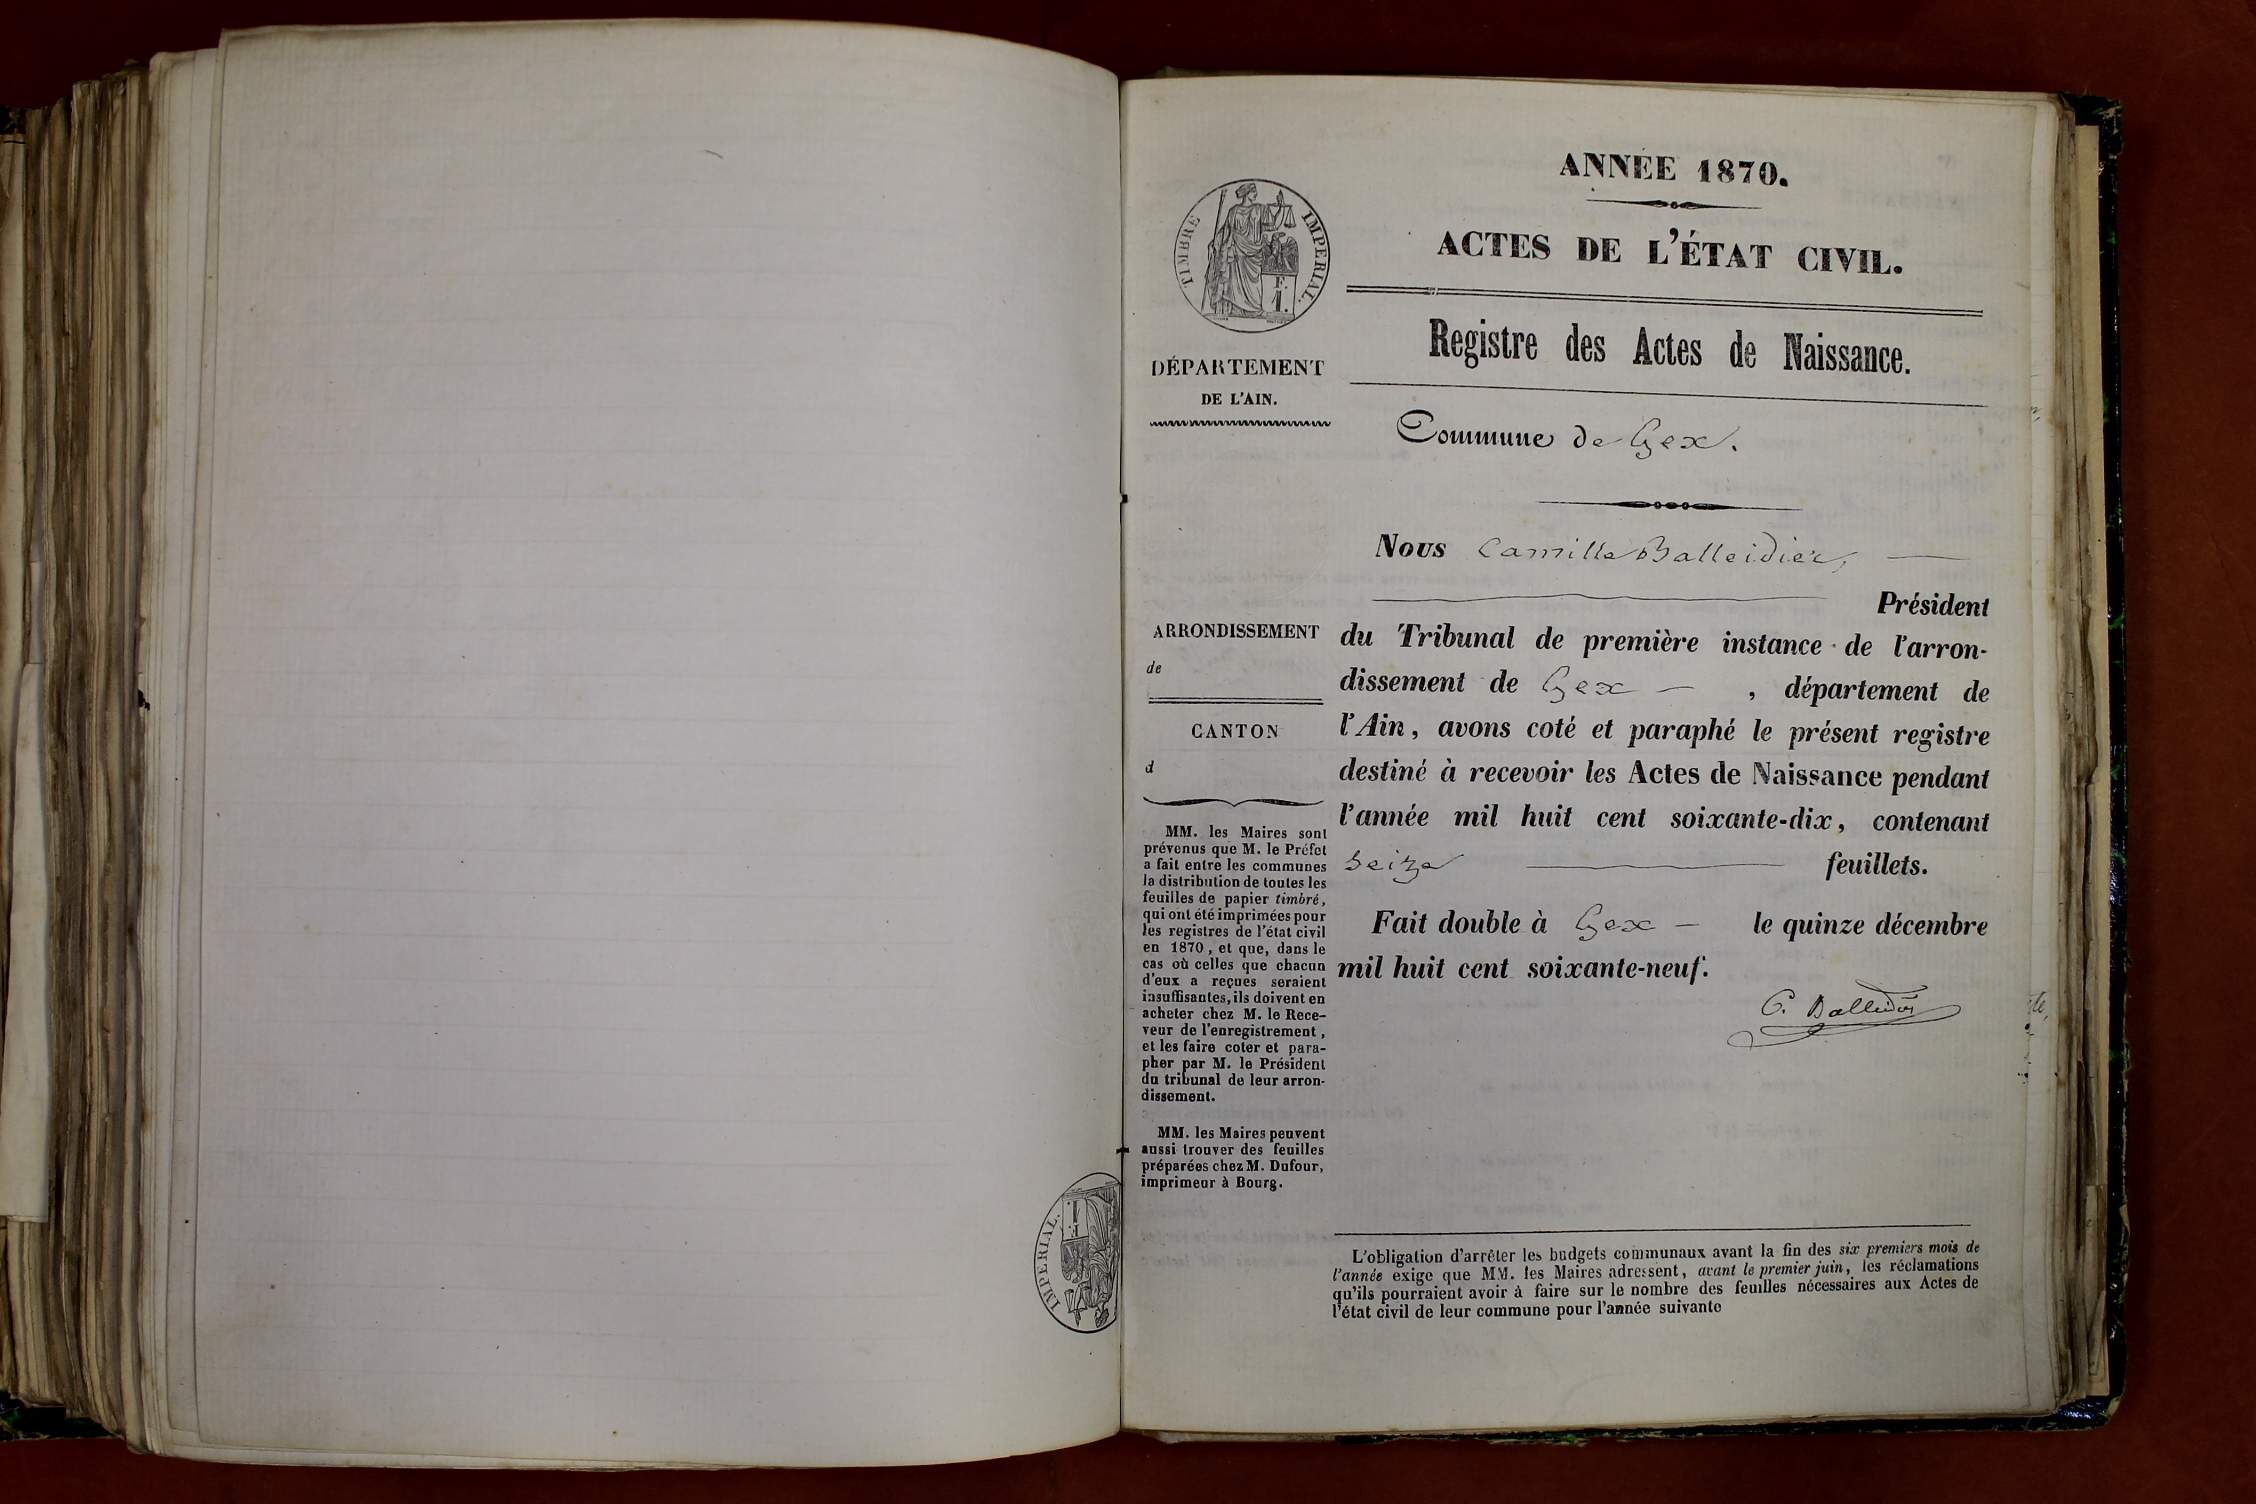 ANNÉE 1870.
ACTES DE L'ÉTAT CIVIL.
TIMBRE IMPERIAL.
F.
1.
Registre des Actes de Naissance.
DÉPARTEMENT
DE L'AIN.
Commune de Gex.
Nous Camille Balleidier,
Président
du Tribunal de première instance de l'arron-
dissement de Gex — , département de
l'Ain, avons coté et paraphé le présent registre
destiné à recevoir les Actes de Naissance pendant
l'année mil huit cent soixante-dix, contenant
seize feuillets.
Fait double à Gex — le quinze décembre
mil huit cent soixante-neuf.
C. Balleidier
ARRONDISSEMENT
de
CANTON
d
MM. les Maires sont
prévenus que M. le Préfet
a fait entre les communes
la distribution de toutes les
feuilles de papier timbré,
qui ont été imprimées pour
les registres de l'état civil
en 1870, et que, dans le
cas où celles que chacun
d'eux a reçues seraient
insuffisantes, ils doivent en
acheter chez M. le Rece-
veur de l'enregistrement,
et les faire coter et para-
pher par M. le Président
du tribunal de leur arron-
dissement.
MM. les Maires peuvent
aussi trouver des feuilles
préparées chez M. Dufour,
imprimeur à Bourg.
L'obligation d'arrêter les budgets communaux avant la fin des six premiers mois de
l'année exige que MM. les Maires adressent, avant le premier juin, les réclamations
qu'ils pourraient avoir à faire sur le nombre des feuilles nécessaires aux Actes de
l'état civil de leur commune pour l'année suivante
IMPERIAL.
F.
1.